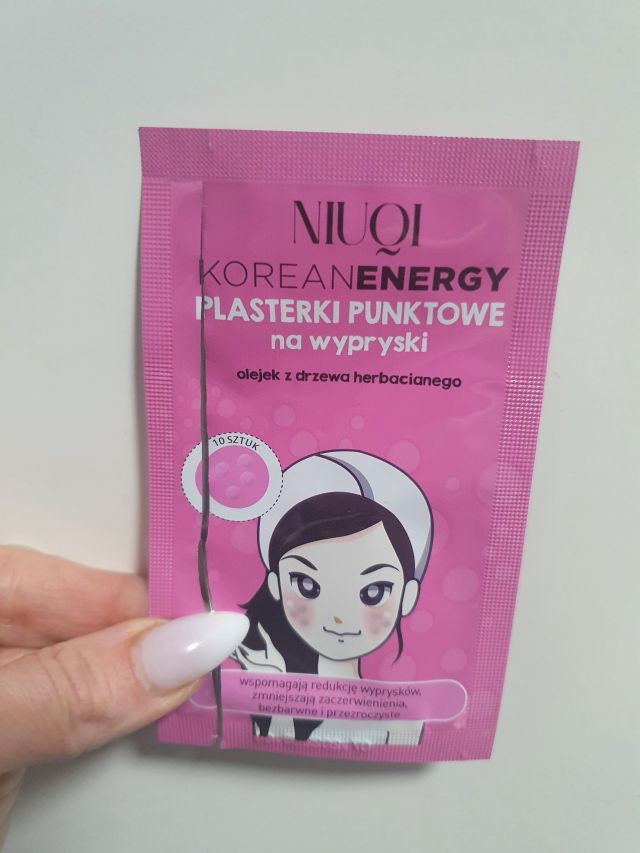 NIUQI
KOREANENERGY
PLASTERKI PUNKTOWE
na wypryski
olejek z drzewa herbacianego
10 SZTUK
wspomagają redukcję wyprysków,
zmniejszają zaczerwienienia,
bezbarwne i przezroczyste